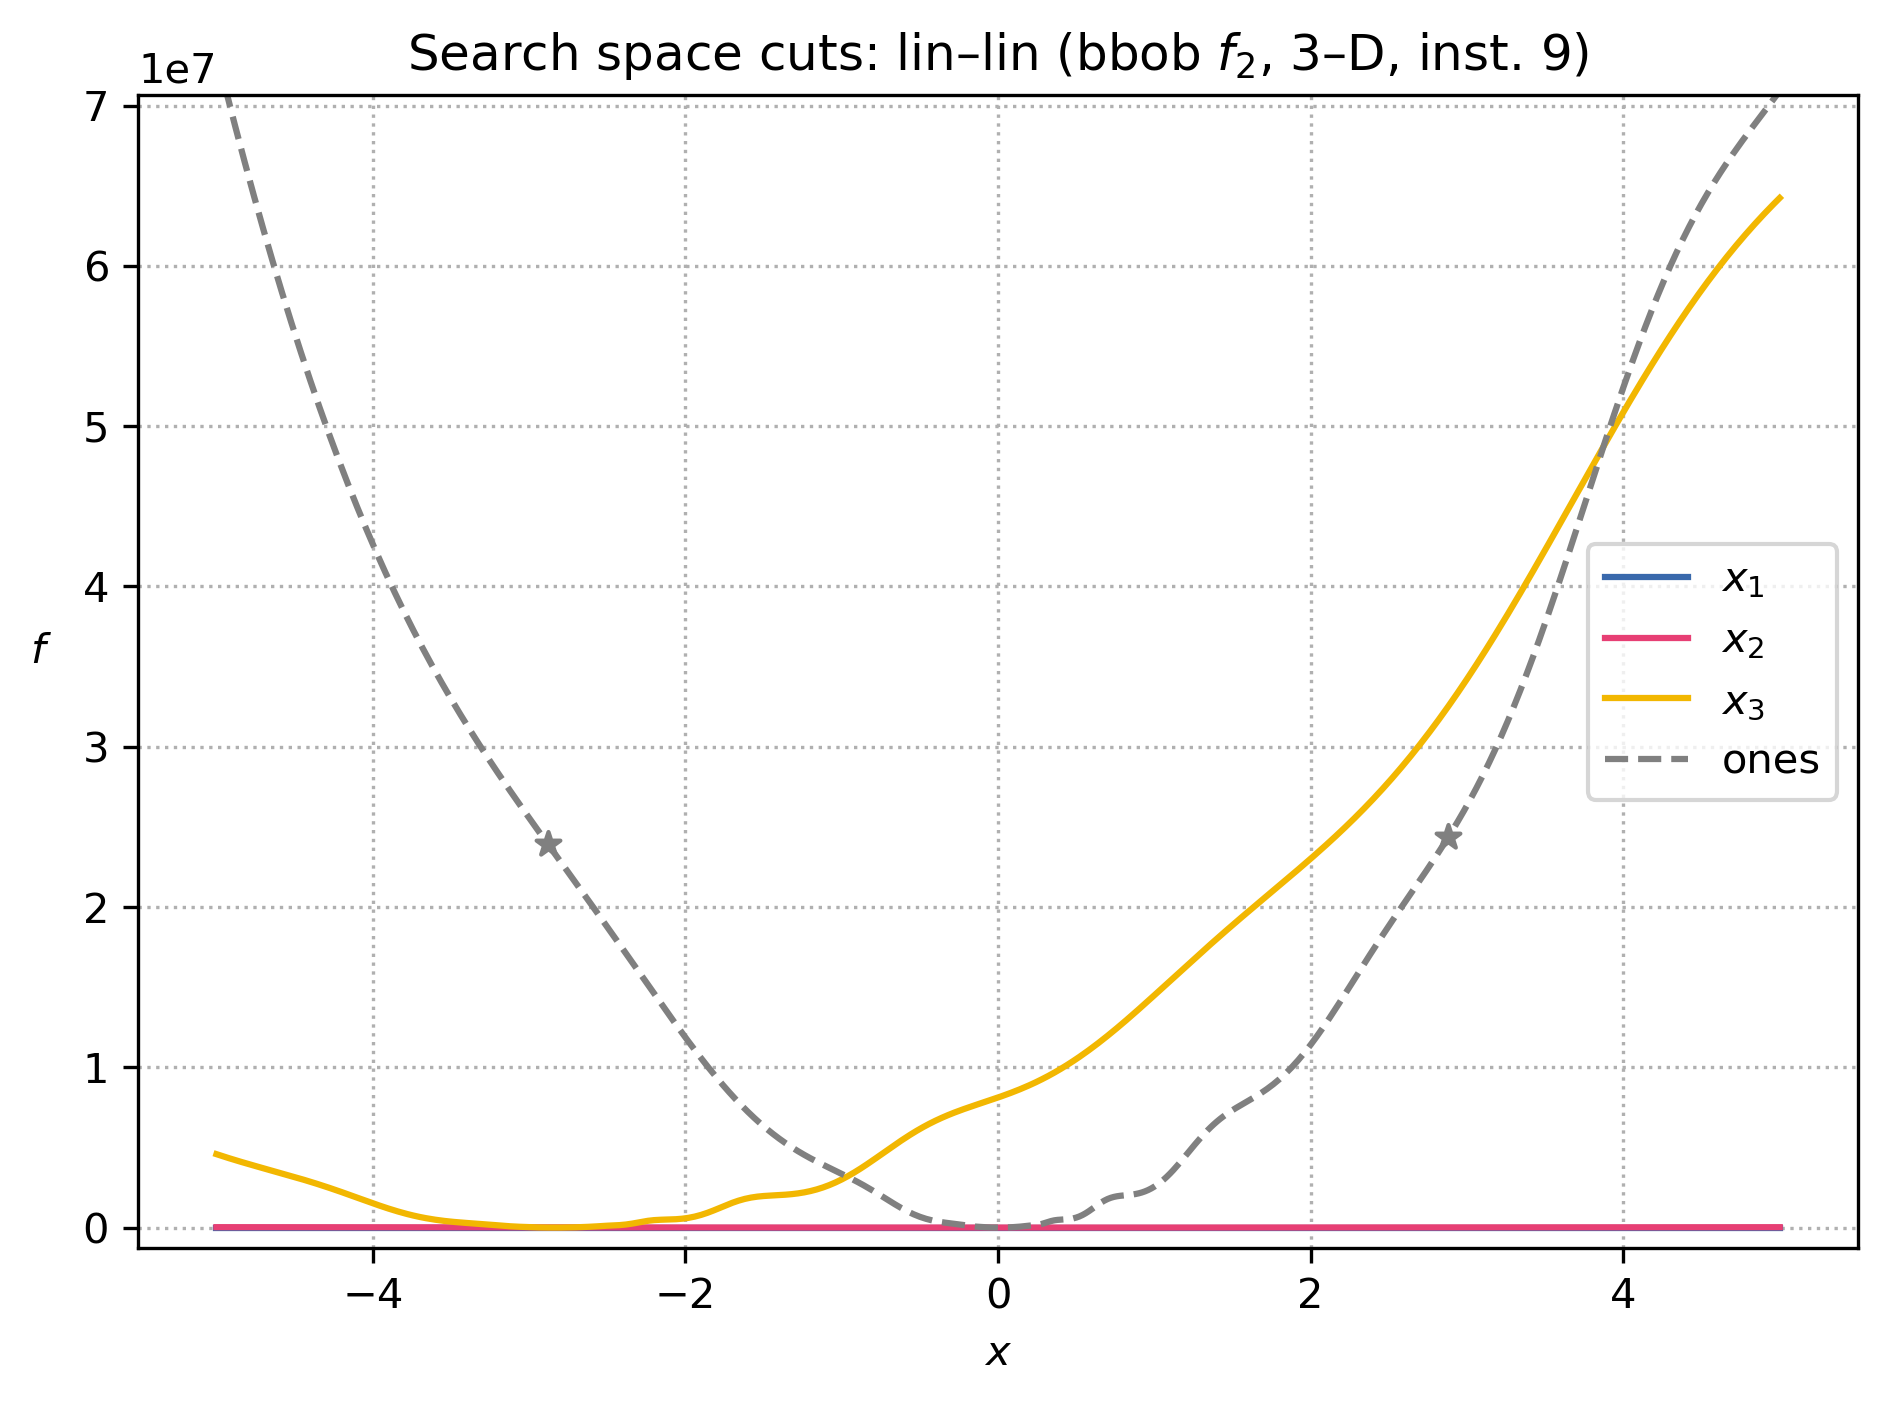 Search space cuts: lin–lin (bbob f₂, 3–D, inst. 9)
1e7
7
6
5
4
3
2
1
0
f
−4
−2
0
2
4
x
x₁
x₂
x₃
ones